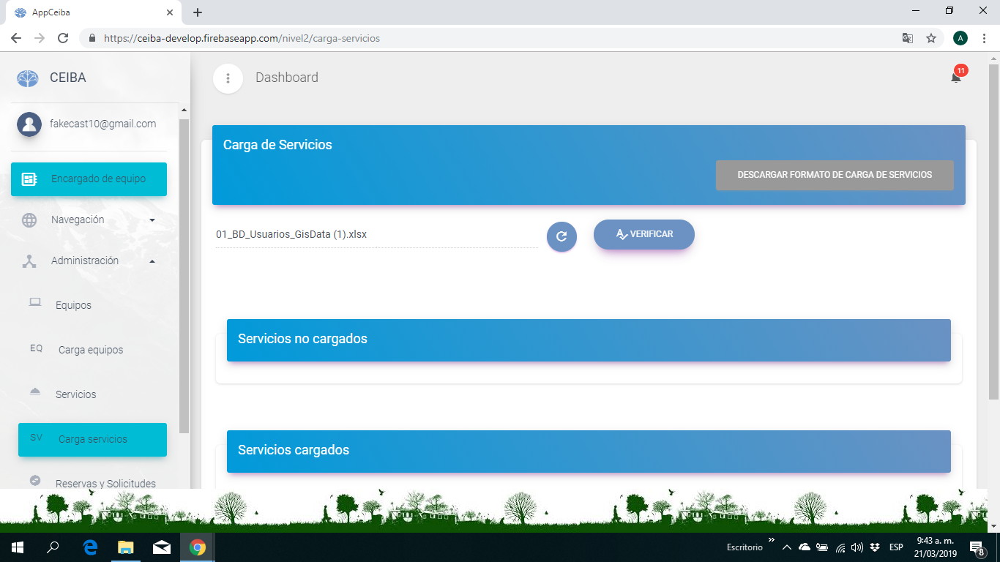 AppCeiba
https://ceiba-develop.firebaseapp.com/nivel2/carga-servicios
A
CEIBA
Dashboard
11
fakecast10@gmail.com
Encargado de equipo
Navegación
Administración
Equipos
EQ Carga equipos
Servicios
SV Carga servicios
Reservas y Solicitudes
Carga de Servicios
DESCARGAR FORMATO DE CARGA DE SERVICIOS
01_BD_Usuarios_GisData (1).xlsx
VERIFICAR
Servicios no cargados
Servicios cargados
Escritorio
ESP
9:43 a. m.
21/03/2019
8